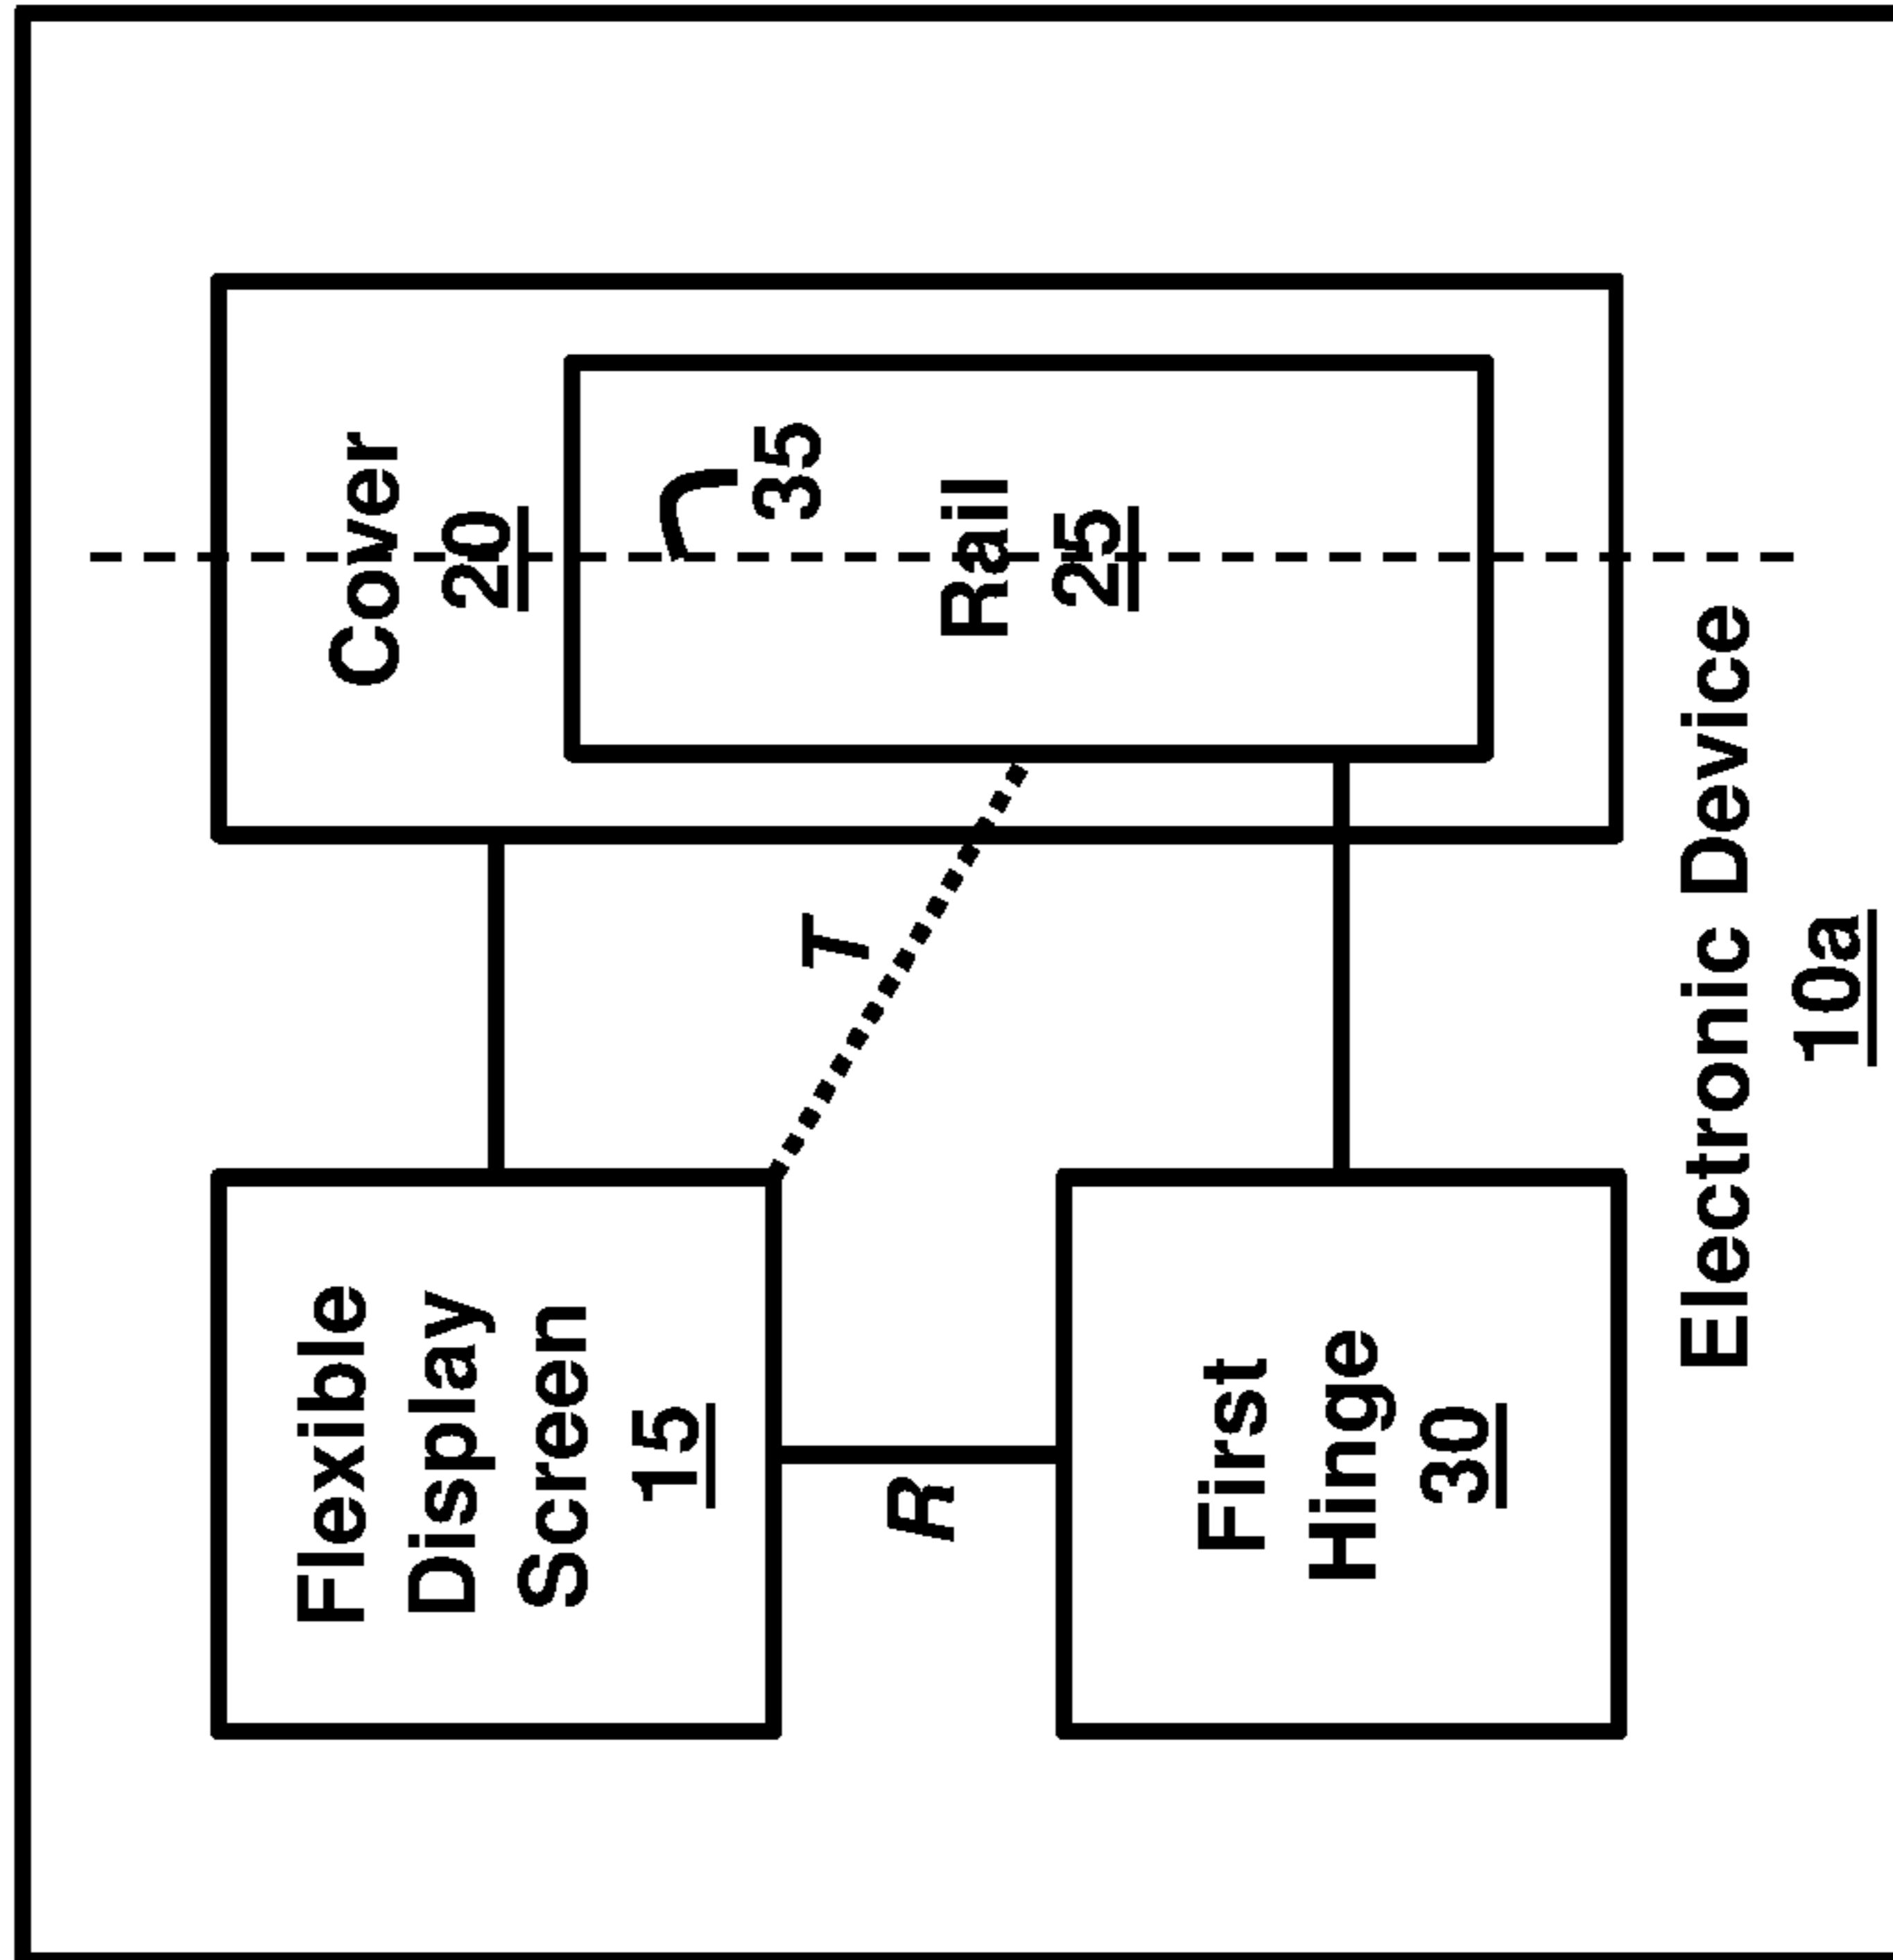 Flexible
Display
Screen
15
Cover
20
35
T
R
Rail
25
First
Hinge
30
Electronic Device
10a